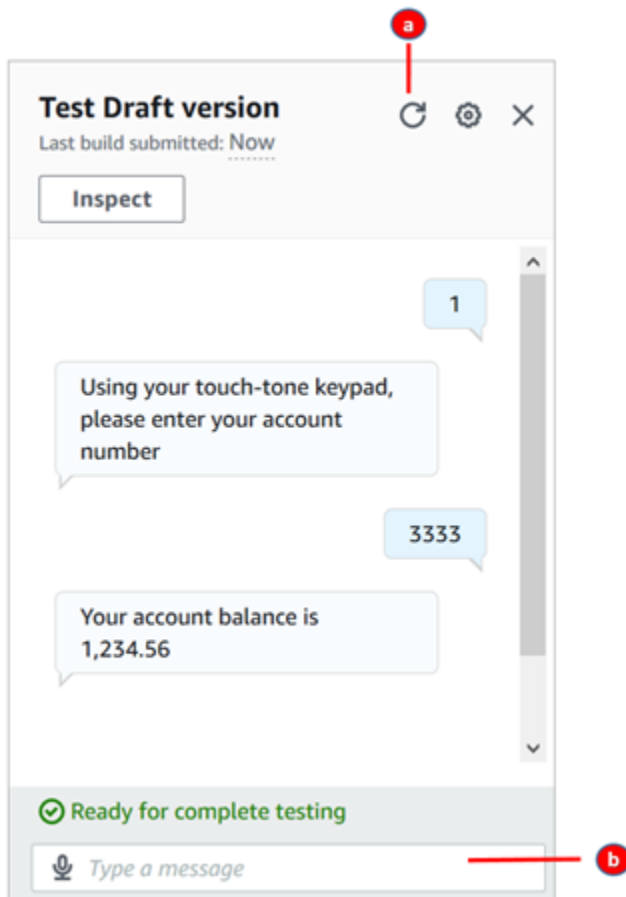 a
Test Draft version
Last build submitted: Now
Inspect
1
Using your touch-tone keypad,
please enter your account
number
3333
Your account balance is
1,234.56
Ready for complete testing
Type a message
b